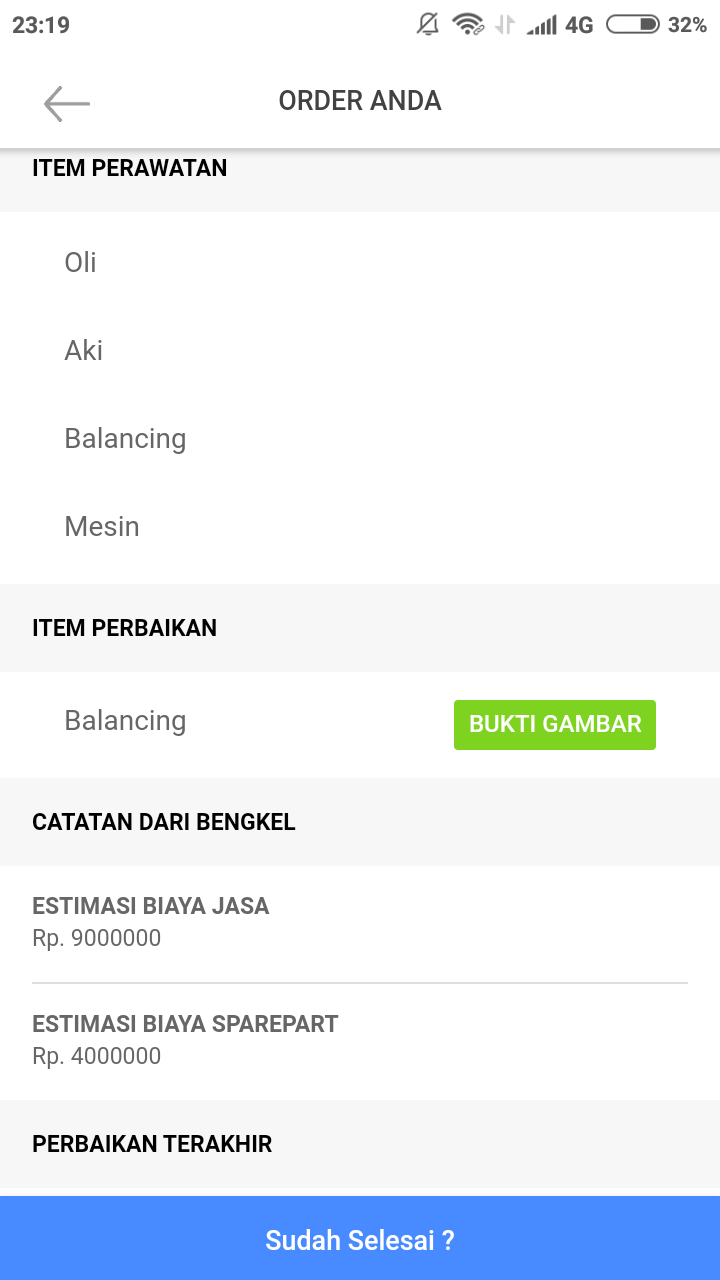 23:19 4G 32%
ORDER ANDA
ITEM PERAWATAN
Oli
Aki
Balancing
Mesin
ITEM PERBAIKAN
Balancing BUKTI GAMBAR
CATATAN DARI BENGKEL
ESTIMASI BIAYA JASA
Rp. 9000000
ESTIMASI BIAYA SPAREPART
Rp. 4000000
PERBAIKAN TERAKHIR
Sudah Selesai ?